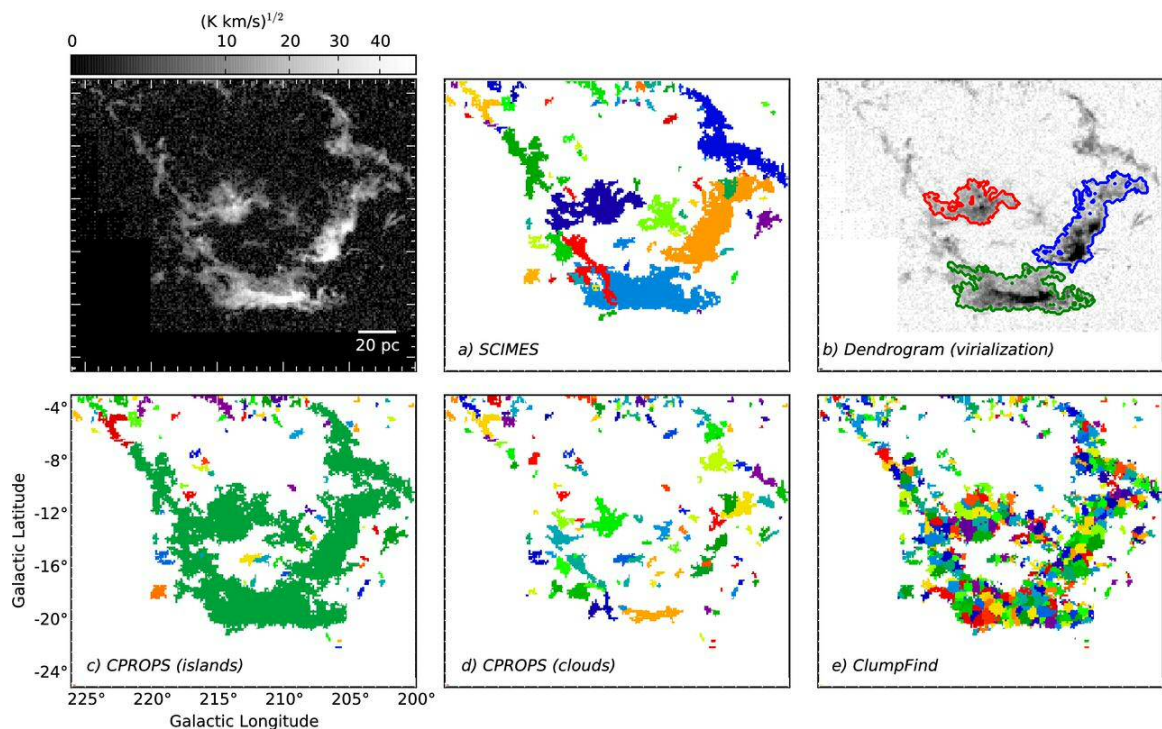 (K km/s)^{1/2}
0 10 20 30 40
20 pc
a) SCIMES
b) Dendrogram (virialization)
-4°
-8°
-12°
-16°
-20°
-24°
Galactic Latitude
c) CPROPS (islands)
d) CPROPS (clouds)
e) ClumpFind
225° 220° 215° 210° 205° 200°
Galactic Longitude